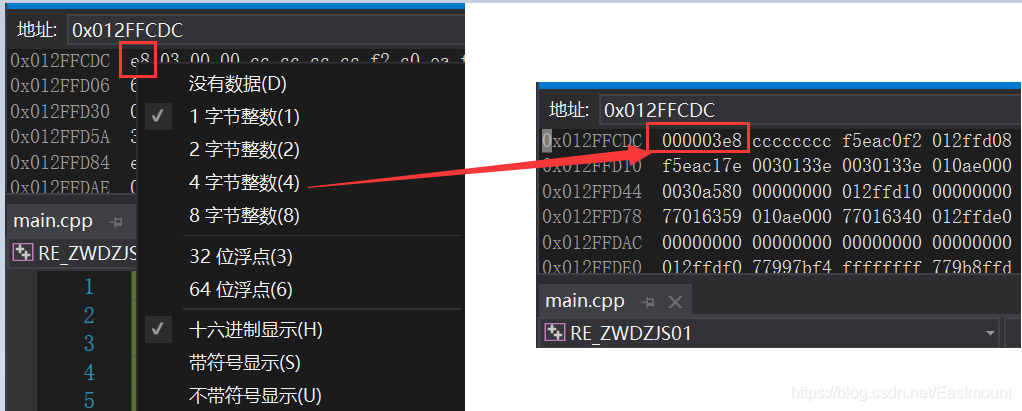 地址: 0x012FFCDC
0x012FFCDC e8 03 00 00 cc cc cc cc f2 c0 ea f
0x012FFD06 6
0x012FFD30 0
0x012FFD5A 3
0x012FFD84 e
0x012FFDAE 0
没有数据(D)
✓ 1 字节整数(1)
2 字节整数(2)
4 字节整数(4)
8 字节整数(8)
32 位浮点(3)
64 位浮点(6)
✓ 十六进制显示(H)
带符号显示(S)
不带符号显示(U)
main.cpp
RE_ZWDZJS
1
2
3
4
5
地址: 0x012FFCDC
0x012FFCDC 000003e8 cccccccc f5eac0f2 012ffd08
0x012FFD10 f5eac17e 0030133e 0030133e 010ae000
0x012FFD44 0030a580 00000000 012ffd10 00000000
0x012FFD78 77016359 010ae000 77016340 012ffde0
0x012FFDAC 00000000 00000000 00000000 00000000
0x012FFDE0 012ffdf0 77997bf4 ffffffff 779b8ffd
main.cpp
RE_ZWDZJS01
https://blog.csdn.net/Eastmount